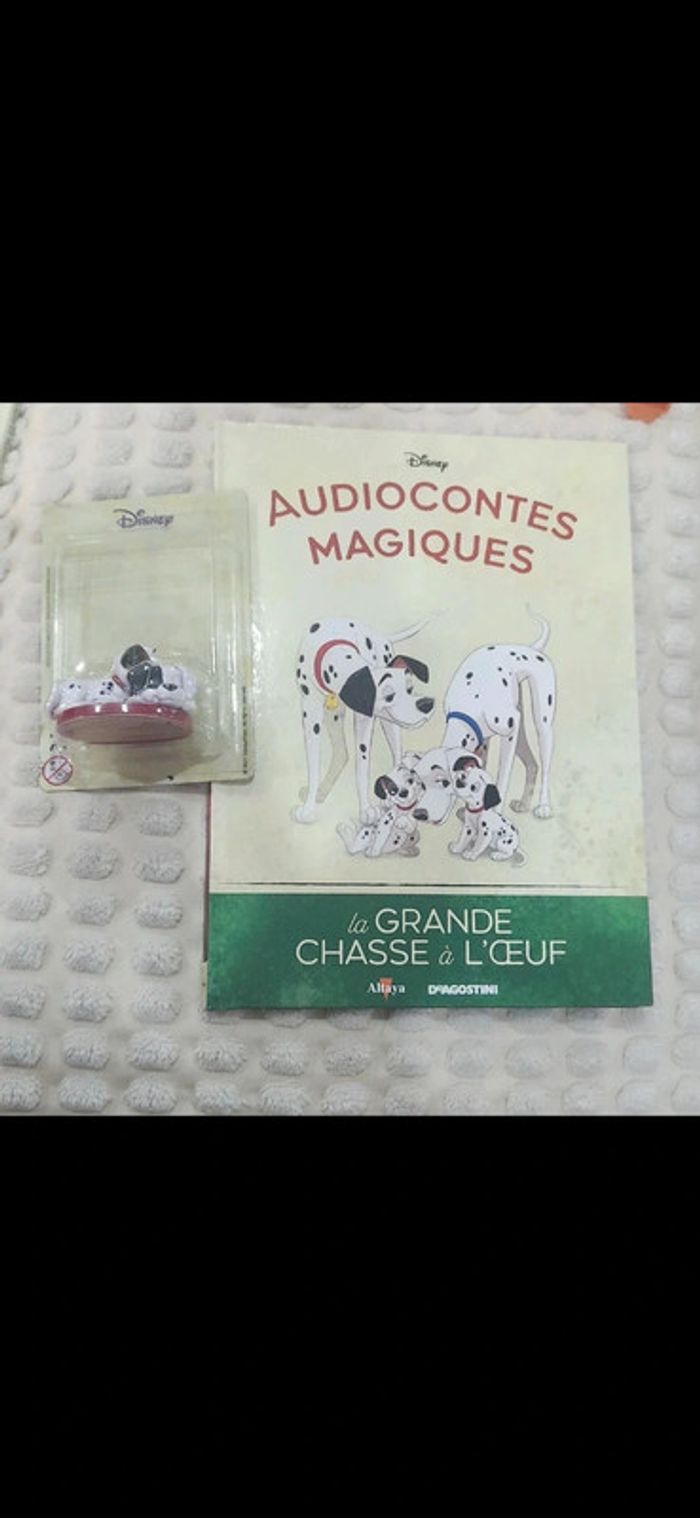 Disney
AUDIOCONTES
MAGIQUES
Disney
la GRANDE
CHASSE à L'ŒUF
Altaya DeAGOSTINI